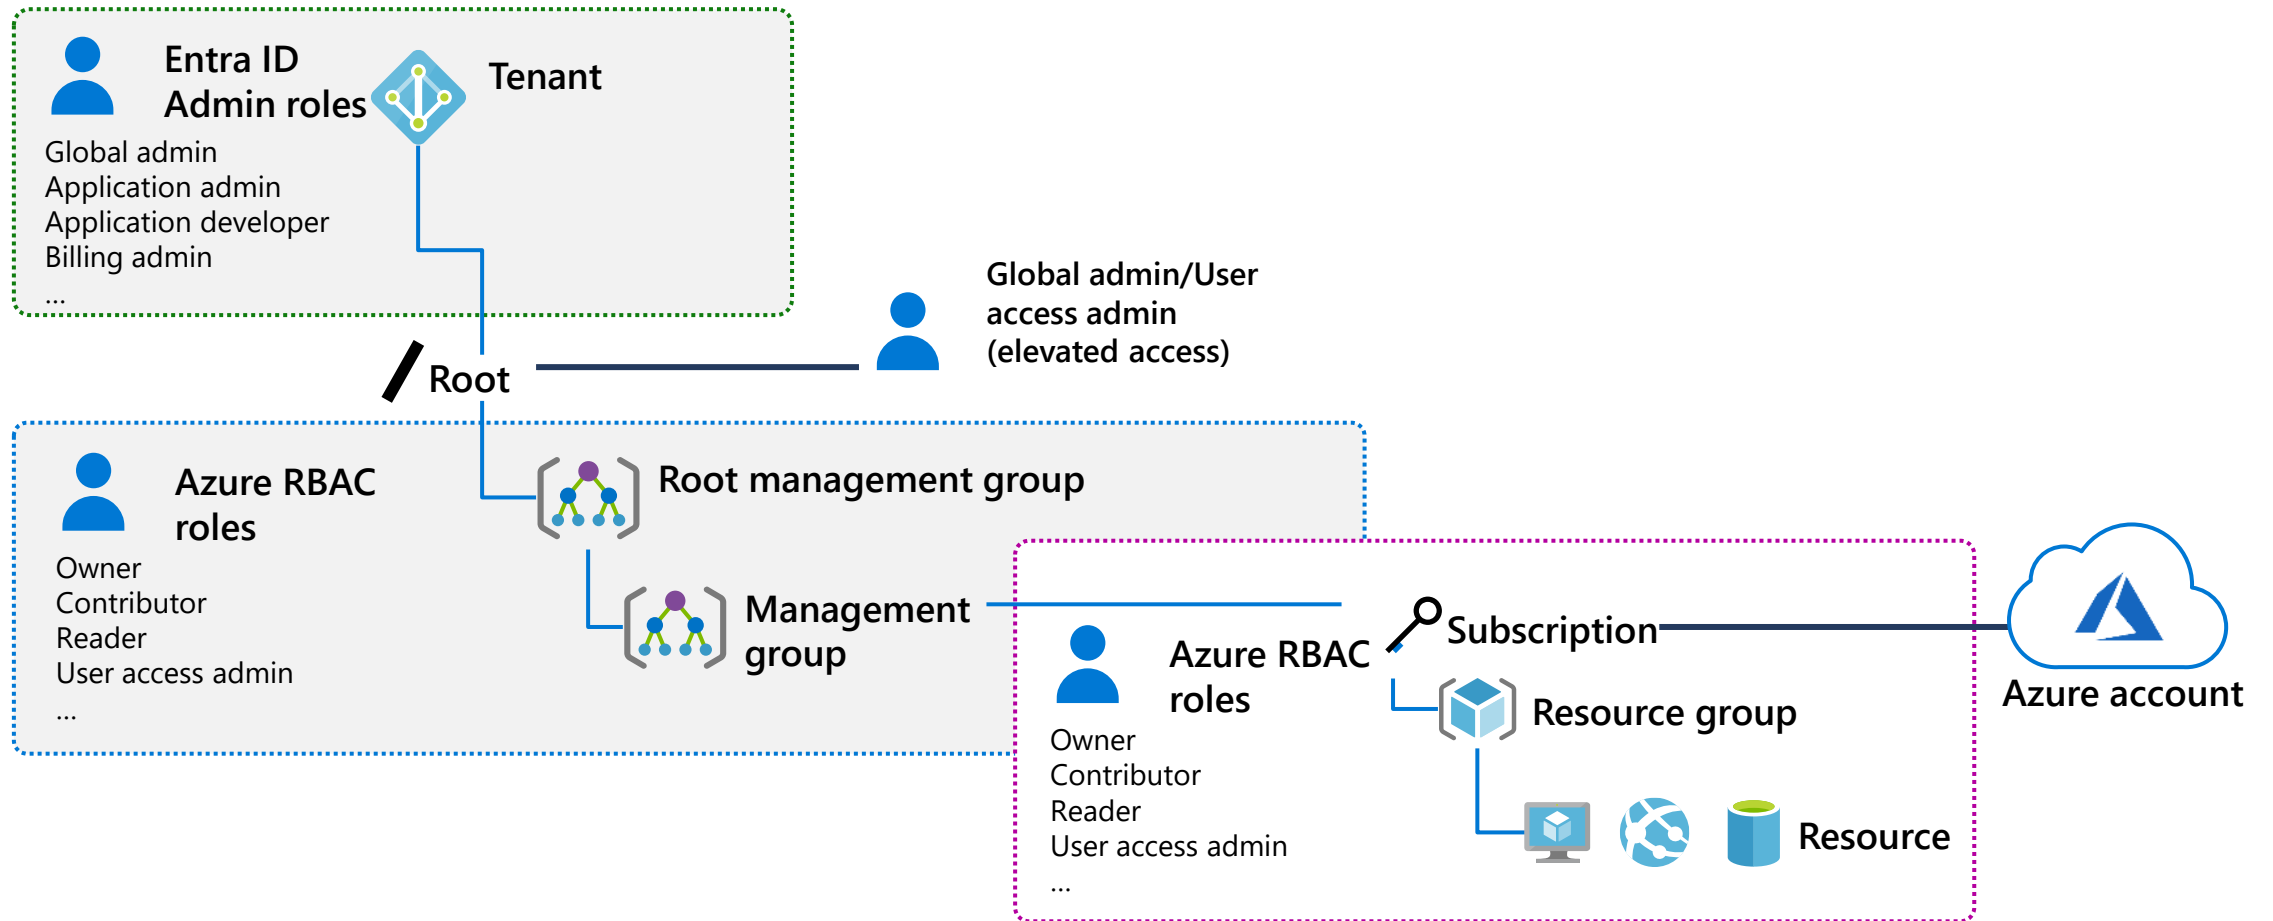 Entra ID
Admin roles
Tenant
Global admin
Application admin
Application developer
Billing admin
...
Global admin/User
access admin
(elevated access)
Root
Azure RBAC
roles
Owner
Contributor
Reader
User access admin
...
Root management group
Management
group
Azure RBAC
roles
Owner
Contributor
Reader
User access admin
...
Subscription
Resource group
Resource
Azure account